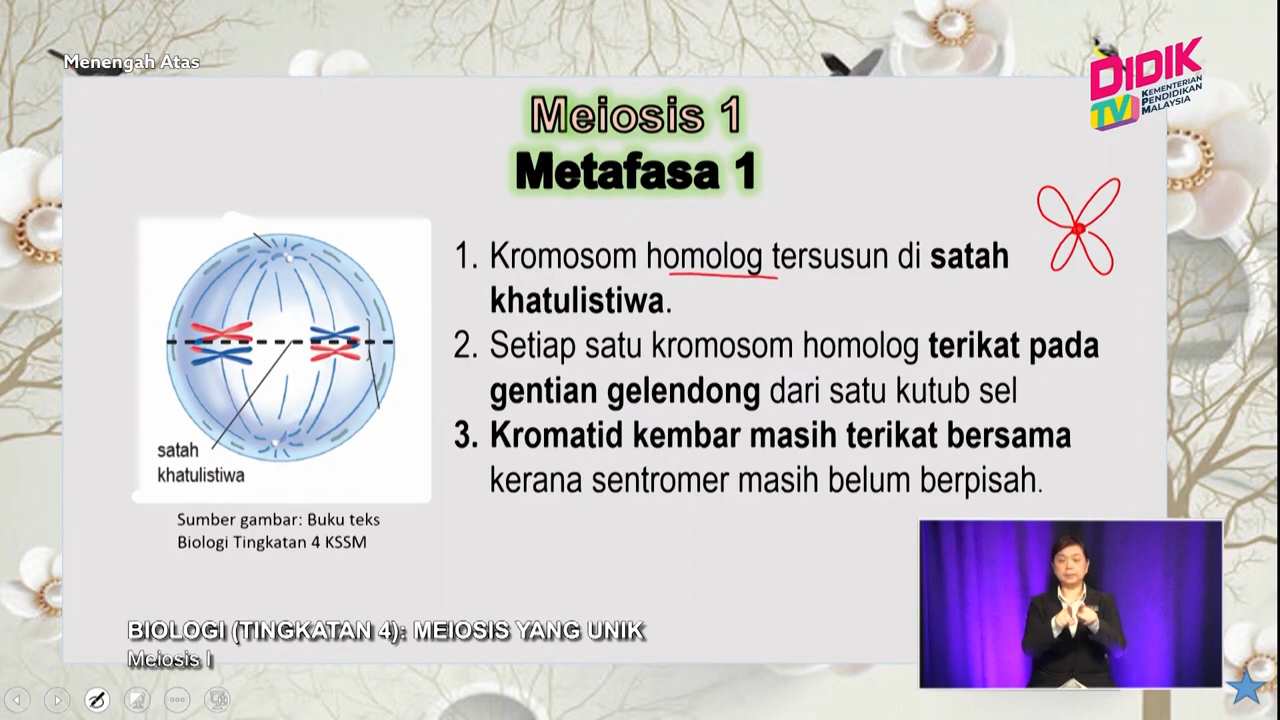 Menengah Atas
DIDIK
TV
KEMENTERIAN
PENDIDIKAN
MALAYSIA
Meiosis 1
Metafasa 1
1. Kromosom homolog tersusun di satah
khatulistiwa.
2. Setiap satu kromosom homolog terikat pada
gentian gelendong dari satu kutub sel
3. Kromatid kembar masih terikat bersama
kerana sentromer masih belum berpisah.
satah
khatulistiwa
Sumber gambar: Buku teks
Biologi Tingkatan 4 KSSM
BIOLOGI (TINGKATAN 4): MEIOSIS YANG UNIK
Meiosis I